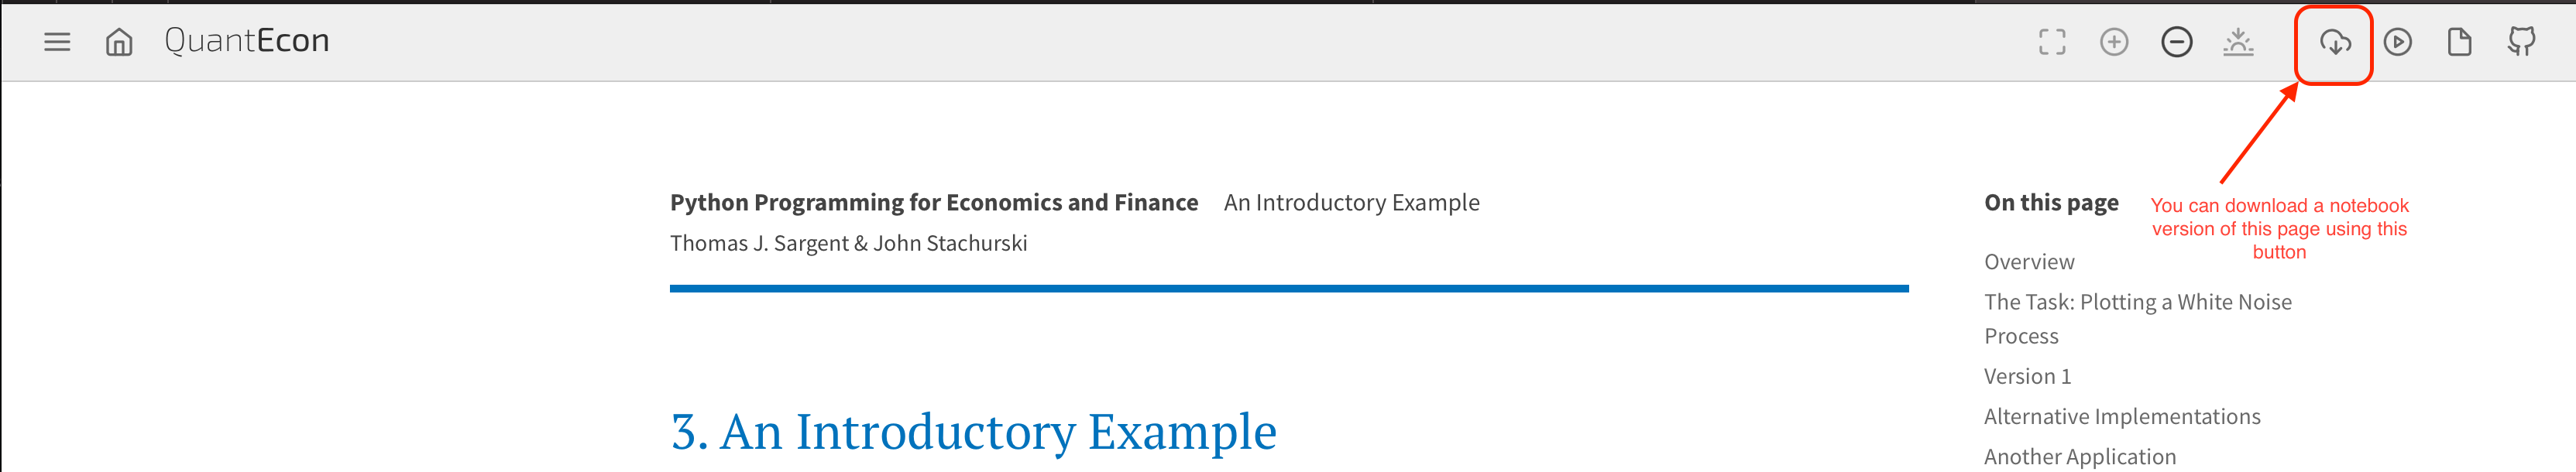 QuantEcon
Python Programming for Economics and Finance An Introductory Example
Thomas J. Sargent & John Stachurski
3. An Introductory Example
On this page
Overview
The Task: Plotting a White Noise
Process
Version 1
Alternative Implementations
Another Application
You can download a notebook
version of this page using this
button